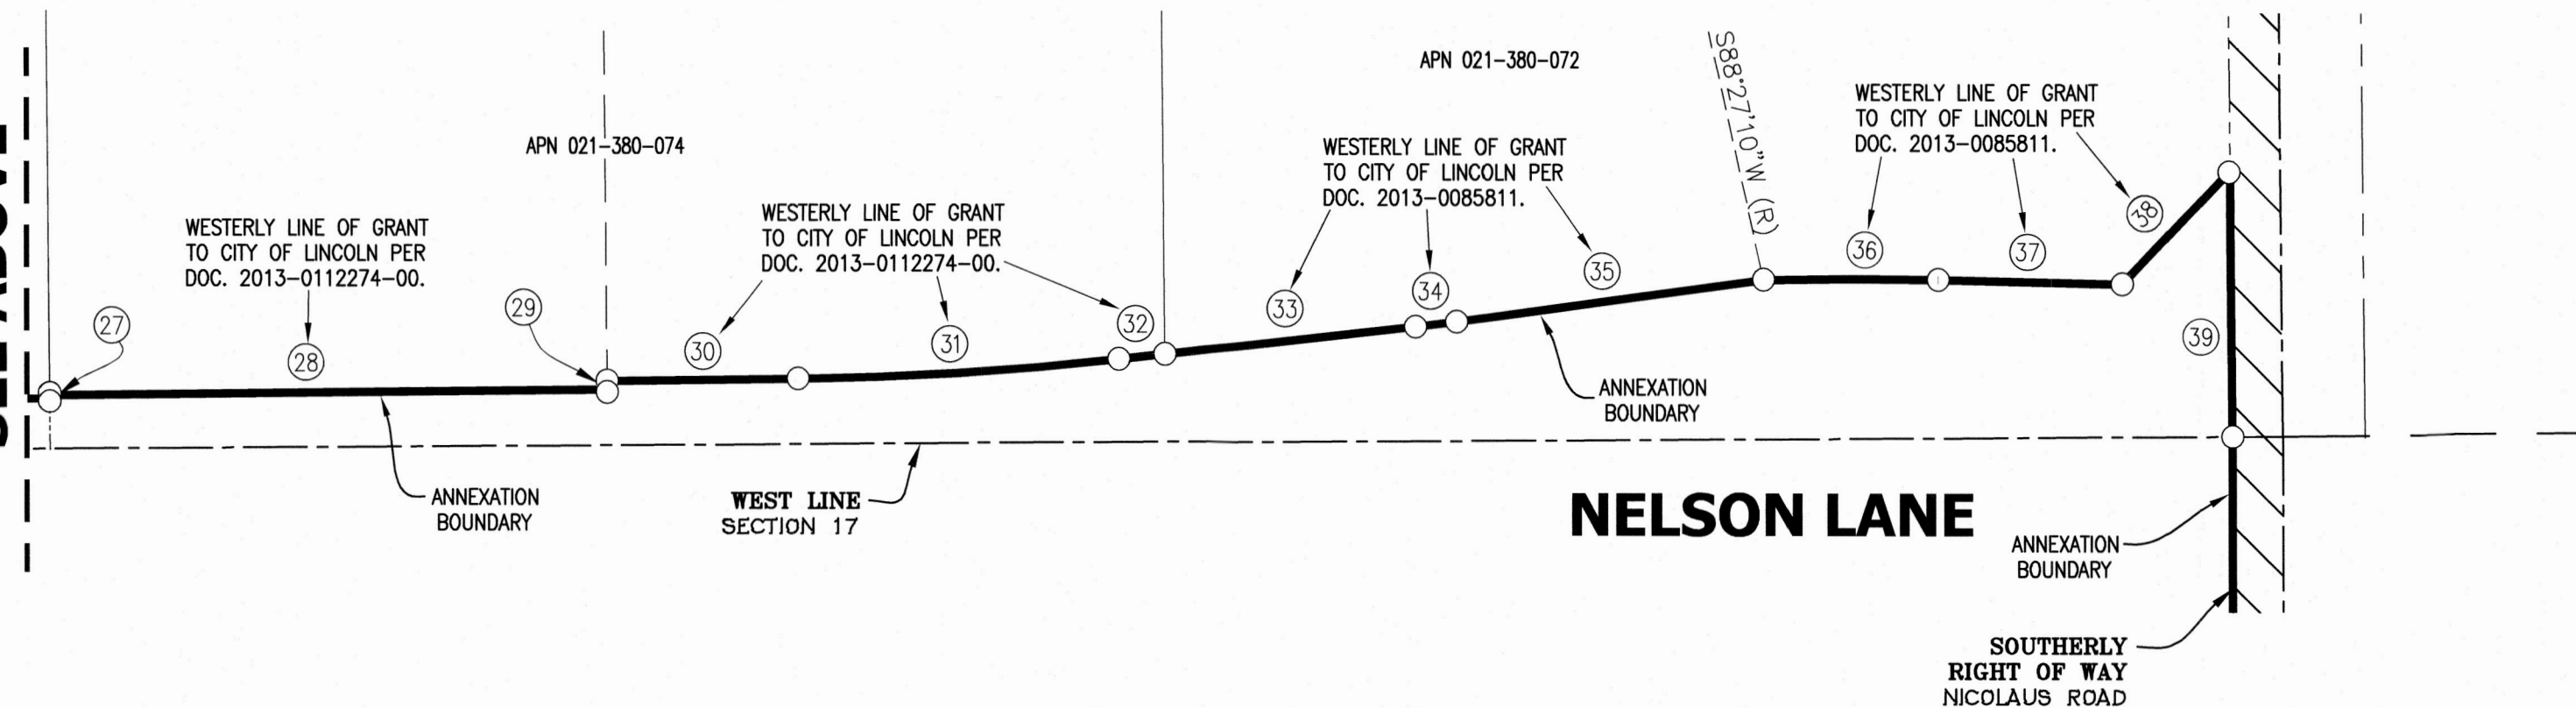 APN 021-380-072
S88°27'10"W (R)
WESTERLY LINE OF GRANT
TO CITY OF LINCOLN PER
DOC. 2013-0085811.
APN 021-380-074
WESTERLY LINE OF GRANT
TO CITY OF LINCOLN PER
DOC. 2013-0085811.
WESTERLY LINE OF GRANT
TO CITY OF LINCOLN PER
DOC. 2013-0112274-00.
WESTERLY LINE OF GRANT
TO CITY OF LINCOLN PER
DOC. 2013-0112274-00.
27
28
29
30
31
32
33
34
35
36
37
38
39
ANNEXATION
BOUNDARY
ANNEXATION
BOUNDARY
WEST LINE
SECTION 17
NELSON LANE
ANNEXATION
BOUNDARY
SOUTHERLY
RIGHT OF WAY
NICOLAUS ROAD